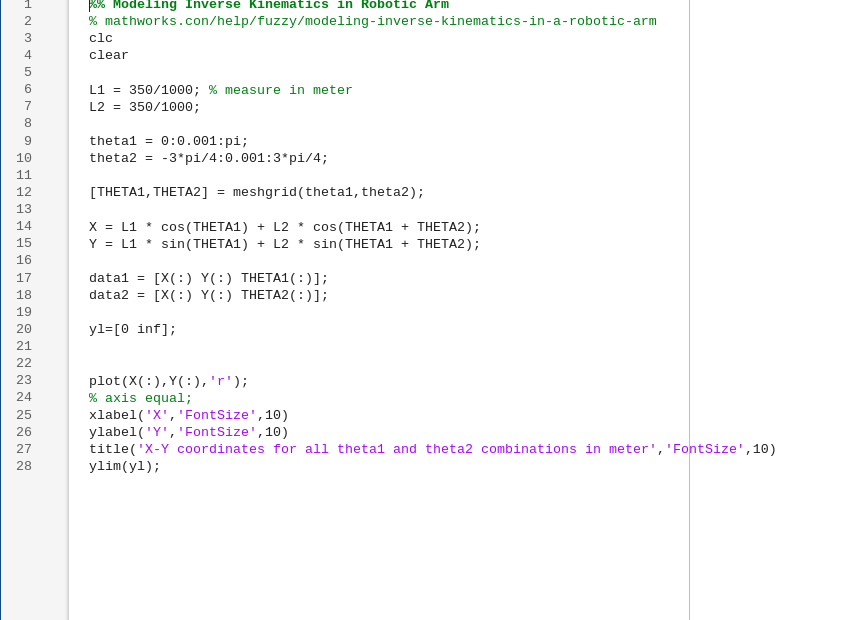 1 %% Modeling Inverse Kinematics in Robotic Arm
2 % mathworks.con/help/fuzzy/modeling-inverse-kinematics-in-a-robotic-arm
3 clc
4 clear
5
6 L1 = 350/1000; % measure in meter
7 L2 = 350/1000;
8
9 theta1 = 0:0.001:pi;
10 theta2 = -3*pi/4:0.001:3*pi/4;
11
12 [THETA1,THETA2] = meshgrid(theta1,theta2);
13
14 X = L1 * cos(THETA1) + L2 * cos(THETA1 + THETA2);
15 Y = L1 * sin(THETA1) + L2 * sin(THETA1 + THETA2);
16
17 data1 = [X(:) Y(:) THETA1(:)];
18 data2 = [X(:) Y(:) THETA2(:)];
19
20 yl=[0 inf];
21
22
23 plot(X(:),Y(:),'r');
24 % axis equal;
25 xlabel('X','FontSize',10)
26 ylabel('Y','FontSize',10)
27 title('X-Y coordinates for all theta1 and theta2 combinations in meter','FontSize',10)
28 ylim(yl);